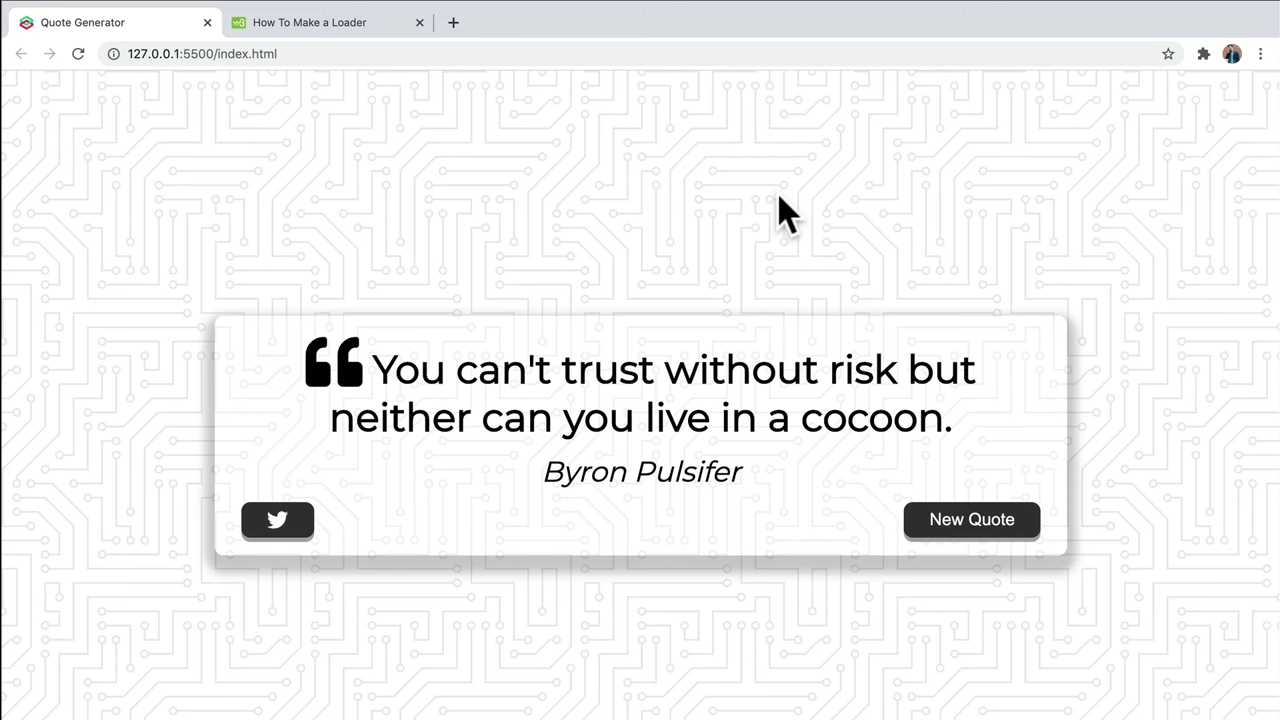 Quote Generator
How To Make a Loader
127.0.0.1:5500/index.html
You can't trust without risk but
neither can you live in a cocoon.
Byron Pulsifer
New Quote